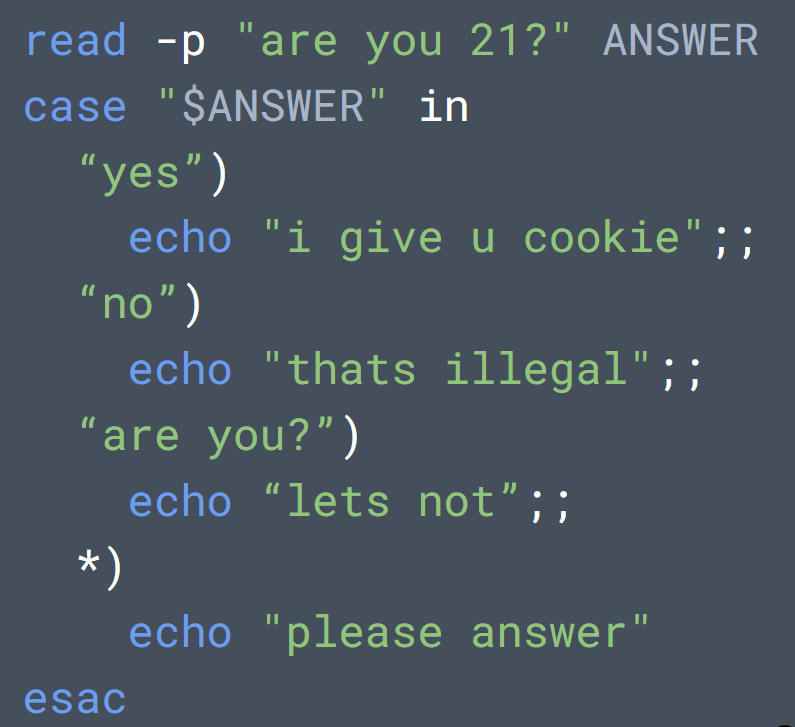 read -p "are you 21?" ANSWER
case "$ANSWER" in
  “yes”)
    echo "i give u cookie";;
  “no”)
    echo "thats illegal";;
  “are you?”)
    echo “lets not”;;
  *)
    echo "please answer"
esac